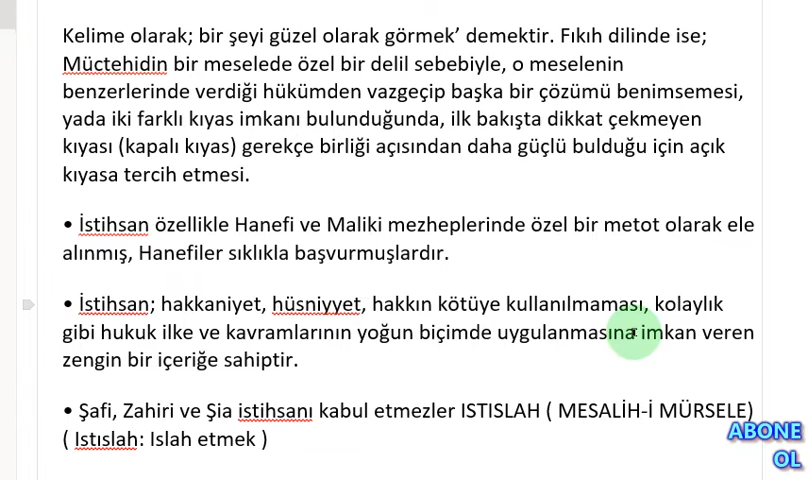 Kelime olarak; bir şeyi güzel olarak görmek’ demektir. Fıkıh dilinde ise;
Müctehidin bir meselede özel bir delil sebebiyle, o meselenin
benzerlerinde verdiği hükümden vazgeçip başka bir çözümü benimsemesi,
yada iki farklı kıyas imkanı bulunduğunda, ilk bakışta dikkat çekmeyen
kıyası (kapalı kıyas) gerekçe birliği açısından daha güçlü bulduğu için açık
kıyasa tercih etmesi.
• İstihsan özellikle Hanefi ve Maliki mezheplerinde özel bir metot olarak ele
alınmış, Hanefiler sıklıkla başvurmuşlardır.
• İstihsan; hakkaniyet, hüsniyyet, hakkın kötüye kullanılmaması, kolaylık
gibi hukuk ilke ve kavramlarının yoğun biçimde uygulanmasına imkan veren
zengin bir içeriğe sahiptir.
• Şafi, Zahiri ve Şia istihsanı kabul etmezler ISTISLAH ( MESALİH-İ MÜRSELE)
( Istıslah: Islah etmek )
ABONE
OL